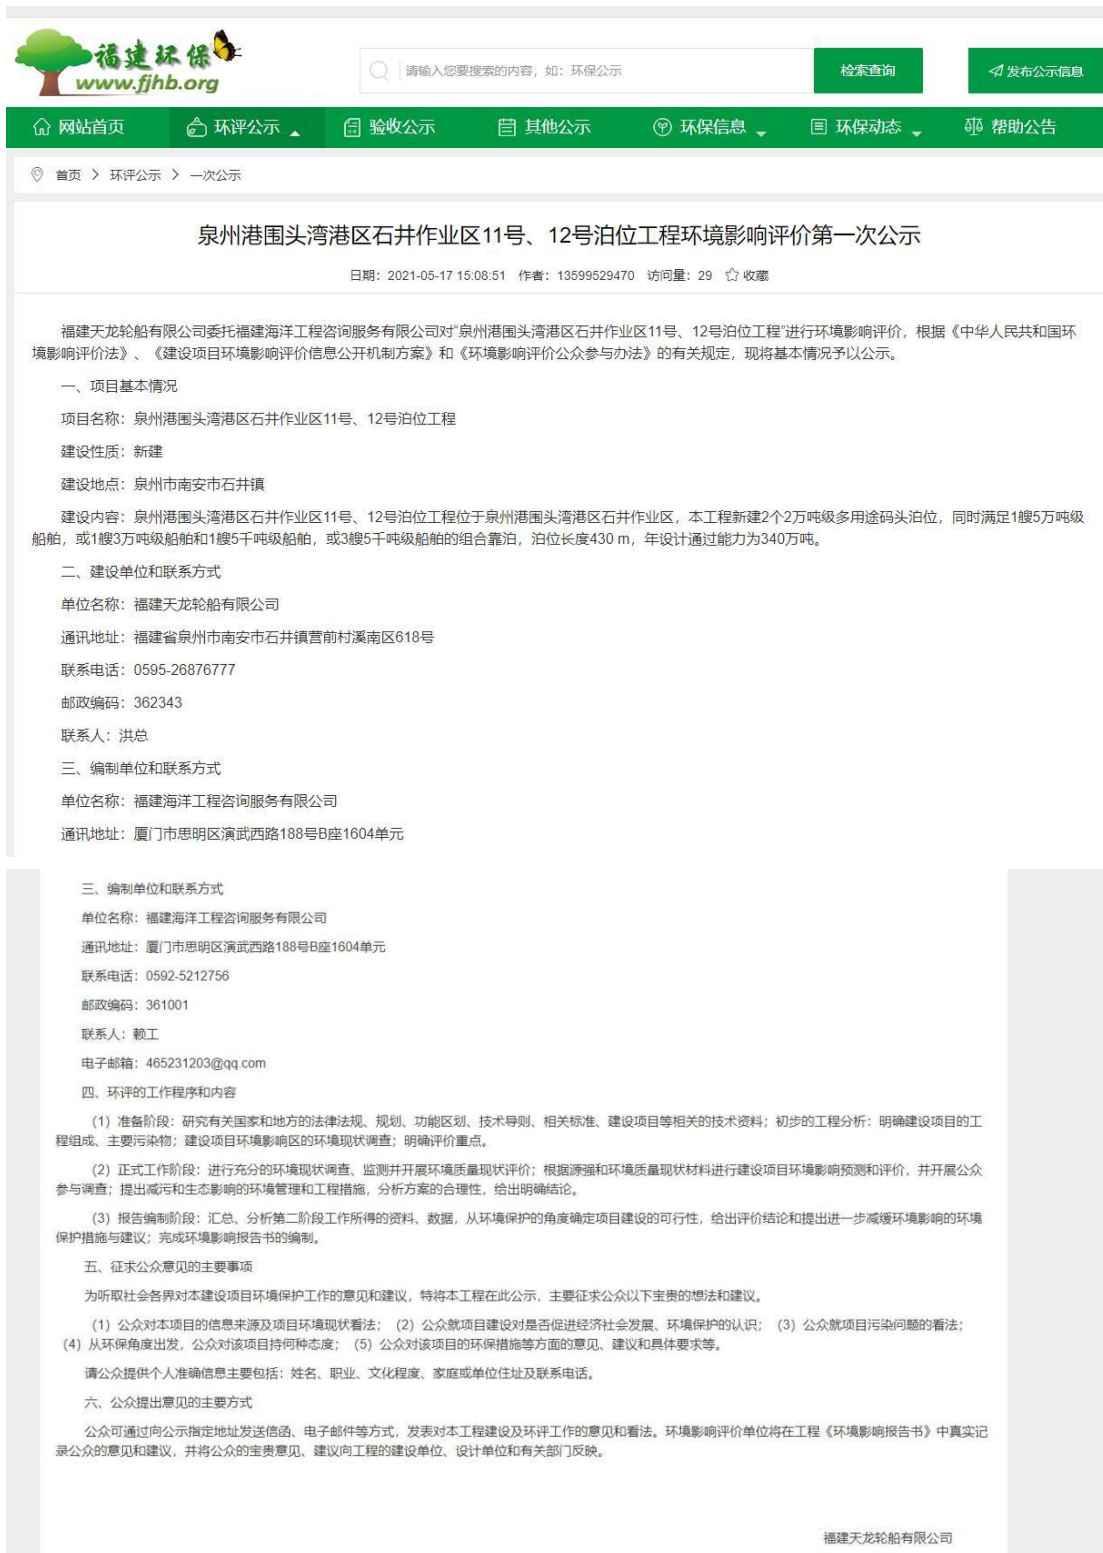 福建环保
www.fjhb.org
请输入您要搜索的内容，如：环保公示
检索查询
发布公示信息
网站首页
环评公示
验收公示
其他公示
环保信息
环保动态
帮助公告
首页 > 环评公示 > 一次公示
泉州港围头湾港区石井作业区11号、12号泊位工程环境影响评价第一次公示
日期：2021-05-17 15:08:51 作者：13599529470 访问量：29 收藏
福建天龙轮船有限公司委托福建海洋工程咨询服务有限公司对“泉州港围头湾港区石井作业区11号、12号泊位工程”进行环境影响评价，根据《中华人民共和国环
境影响评价法》、《建设项目环境影响评价信息公开机制方案》和《环境影响评价公众参与办法》的有关规定，现将基本情况予以公示。
一、项目基本情况
项目名称：泉州港围头湾港区石井作业区11号、12号泊位工程
建设性质：新建
建设地点：泉州市南安市石井镇
建设内容：泉州港围头湾港区石井作业区11号、12号泊位工程位于泉州港围头湾港区石井作业区，本工程新建2个2万吨级多用途码头泊位，同时满足1艘5万吨级
船舶，或1艘3万吨级船舶和1艘5千吨级船舶，或3艘5千吨级船舶的组合靠泊，泊位长度430 m，年设计通过能力为340万吨。
二、建设单位和联系方式
单位名称：福建天龙轮船有限公司
通讯地址：福建省泉州市南安市石井镇营前村溪南区618号
联系电话：0595-26876777
邮政编码：362343
联系人：洪总
三、编制单位和联系方式
单位名称：福建海洋工程咨询服务有限公司
通讯地址：厦门市思明区演武西路188号B座1604单元
三、编制单位和联系方式
单位名称：福建海洋工程咨询服务有限公司
通讯地址：厦门市思明区演武西路188号B座1604单元
联系电话：0592-5212756
邮政编码：361001
联系人：赖工
电子邮箱：465231203@qq.com
四、环评的工作程序和内容
（1）准备阶段：研究有关国家和地方的法律法规、规划、功能区划、技术导则、相关标准、建设项目等相关的技术资料；初步的工程分析：明确建设项目的工
程组成、主要污染物；建设项目环境影响区的环境现状调查；明确评价重点。
（2）正式工作阶段：进行充分的环境现状调查、监测并开展环境质量现状评价；根据源强和环境质量现状材料进行建设项目环境影响预测和评价，并开展公众
参与调查；提出减污和生态影响的环境管理和工程措施，分析方案的合理性，给出明确结论。
（3）报告编制阶段：汇总、分析第二阶段工作所得的资料、数据，从环境保护的角度确定项目建设的可行性，给出评价结论和提出进一步减缓环境影响的环境
保护措施与建议；完成环境影响报告书的编制。
五、征求公众意见的主要事项
为听取社会各界对本建设项目环境保护工作的意见和建议，特将本工程在此公示，主要征求公众以下宝贵的想法和建议。
（1）公众对本项目的信息来源及项目环境现状看法；（2）公众就项目建设对是否促进经济社会发展、环境保护的认识；（3）公众就项目污染问题的看法；
（4）从环保角度出发，公众对该项目持何种态度；（5）公众对该项目的环保措施等方面的意见、建议和具体要求等。
请公众提供个人准确信息主要包括：姓名、职业、文化程度、家庭或单位住址及联系电话。
六、公众提出意见的主要方式
公众可通过向公示指定地址发送信函、电子邮件等方式，发表对本工程建设及环评工作的意见和看法。环境影响评价单位将在工程《环境影响报告书》中真实记
录公众的意见和建议，并将公众的宝贵意见、建议向工程的建设单位、设计单位和有关部门反映。
福建天龙轮船有限公司